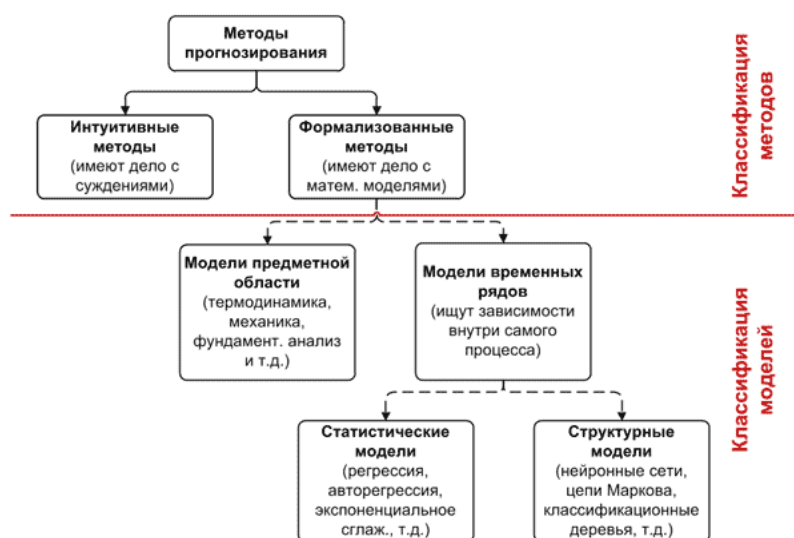 Методы
прогнозирования
Интуитивные
методы
(имеют дело с
суждениями)
Формализованные
методы
(имеют дело с
матем. моделями)
Классификация
методов
Модели предметной
области
(термодинамика,
механика,
фундамент. анализ
и т.д.)
Модели временных
рядов
(ищут зависимости
внутри самого
процесса)
Статистические
модели
(регрессия,
авторегрессия,
экспоненциальное
сглаж., т.д.)
Структурные
модели
(нейронные сети,
цепи Маркова,
классификационные
деревья, т.д.)
Классификация
моделей